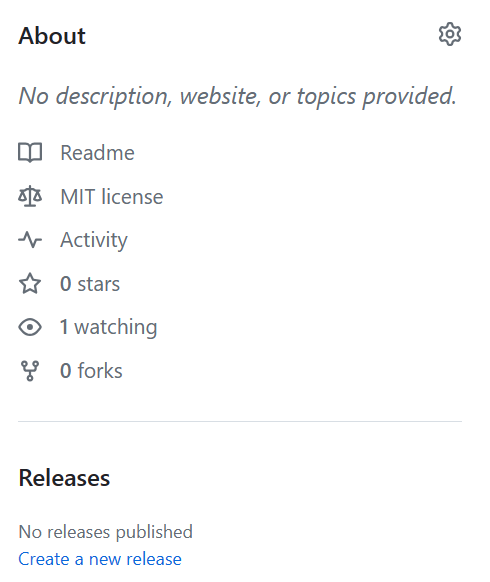 About
No description, website, or topics provided.
Readme
MIT license
Activity
0 stars
1 watching
0 forks
Releases
No releases published
Create a new release